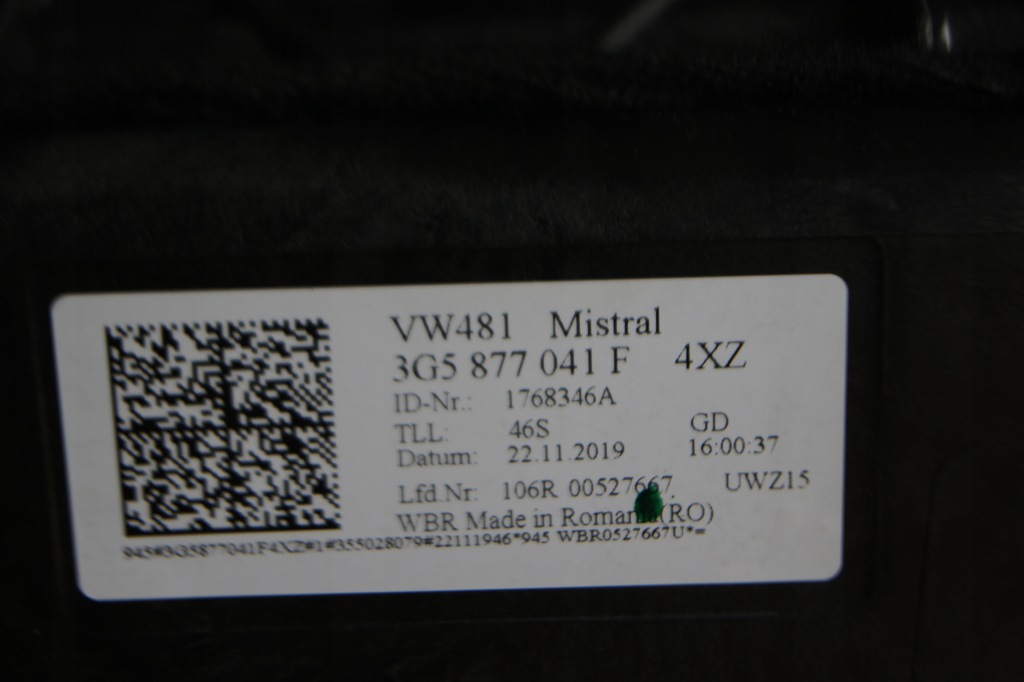 VW481 Mistral
3G5 877 041 F 4XZ
ID-Nr.: 1768346A
TLL: 46S GD
Datum: 22.11.2019 16:00:37
Lfd.Nr: 106R 00527667 UWZ15
WBR Made in Romania(RO)
945#3G5877041F4XZ#1#355028079#22111946*945 WBR0527667U*=